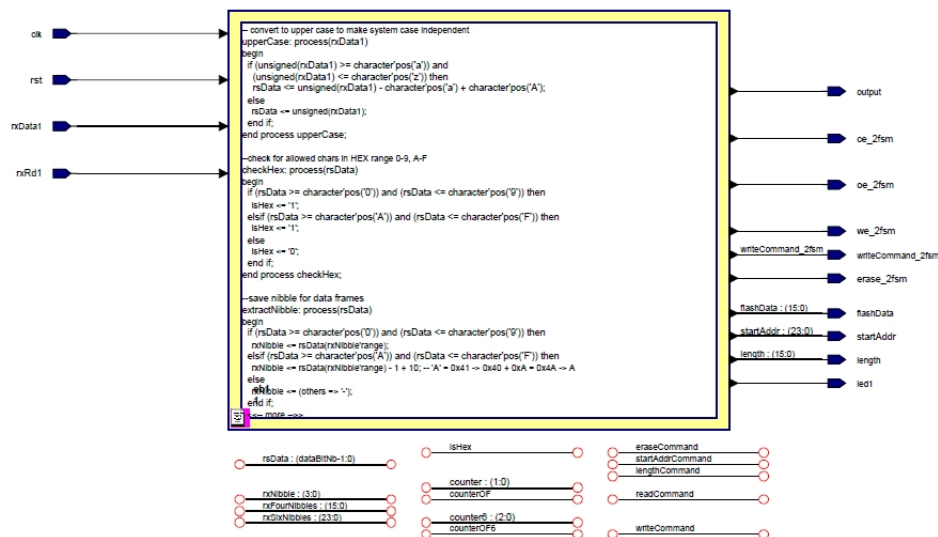 clk
rst
rxData1
rxRd1
-- convert to upper case to make system case independent
upperCase: process(rxData1)
begin
if (unsigned(rxData1) >= character'pos('a')) and
(unsigned(rxData1) <= character'pos('z')) then
rsData <= unsigned(rxData1) - character'pos('a') + character'pos('A');
else
rsData <= unsigned(rxData1);
end if;
end process upperCase;
--check for allowed chars in HEX range 0-9, A-F
checkHex: process(rsData)
begin
if (rsData >= character'pos('0')) and (rsData <= character'pos('9')) then
isHex <= '1';
elsif (rsData >= character'pos('A')) and (rsData <= character'pos('F')) then
isHex <= '1';
else
isHex <= '0';
end if;
end process checkHex;
--save nibble for data frames
extractNibble: process(rsData)
begin
if (rsData >= character'pos('0')) and (rsData <= character'pos('9')) then
rxNibble <= rsData(rxNibble'range);
elsif (rsData >= character'pos('A')) and (rsData <= character'pos('F')) then
rxNibble <= rsData(rxNibble'range) - 1 + 10; -- 'A' = 0x41 -> 0x40 + 0xA = 0x4A -> A
else
rxNibble <= (others => '-');
end if;
<<-- more -->>
output
ce_2fsm
oe_2fsm
we_2fsm
writeCommand_2fsm
writeCommand_2fsm
erase_2fsm
flashData : (15:0)
flashData
startAddr : (23:0)
startAddr
length : (15:0)
length
led1
rsData : (dataBitNb-1:0)
rxNibble : (3:0)
rxFourNibbles : (15:0)
rxSixNibbles : (23:0)
isHex
counter : (1:0)
counterOF
counter6 : (2:0)
counterOF6
eraseCommand
startAddrCommand
lengthCommand
readCommand
writeCommand